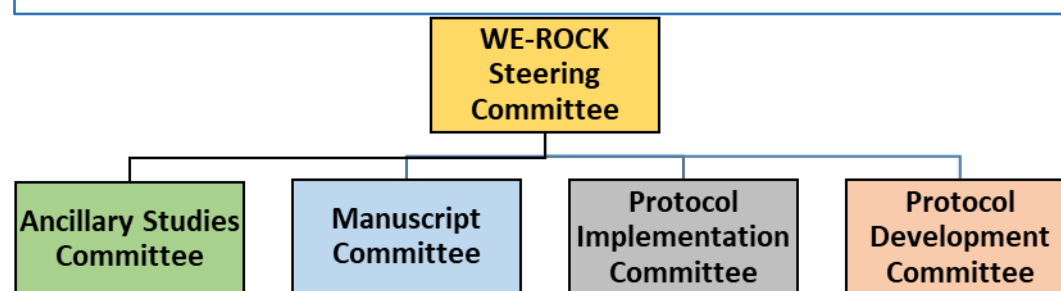 WE-ROCK
Steering
Committee
Ancillary Studies
Committee
Manuscript
Committee
Protocol
Implementation
Committee
Protocol
Development
Committee